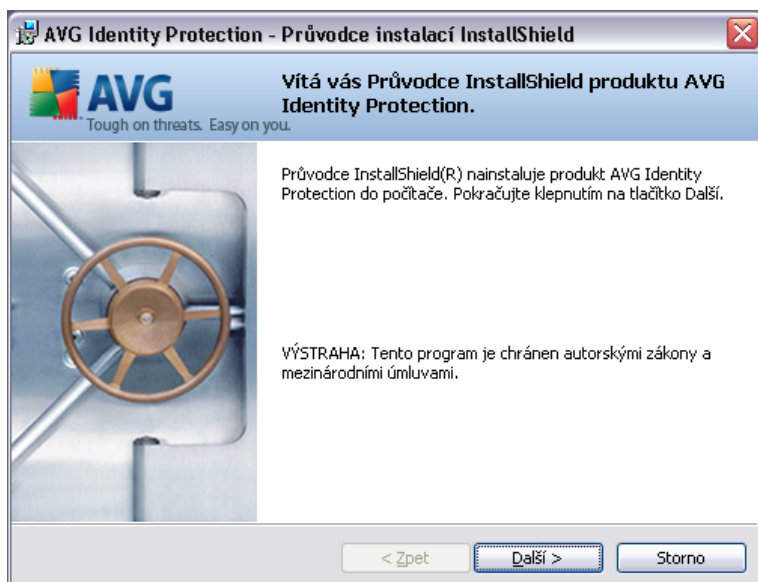 AVG Identity Protection - Průvodce instalací InstallShield
AVG
Tough on threats. Easy on you.
Vítá vás Průvodce InstallShield produktu AVG
Identity Protection.
Průvodce InstallShield(R) nainstaluje produkt AVG Identity
Protection do počítače. Pokračujte klepnutím na tlačítko Další.
VÝSTRAHA: Tento program je chránen autorskými zákony a
mezinárodními úmluvami.
< Zpet
Další >
Storno